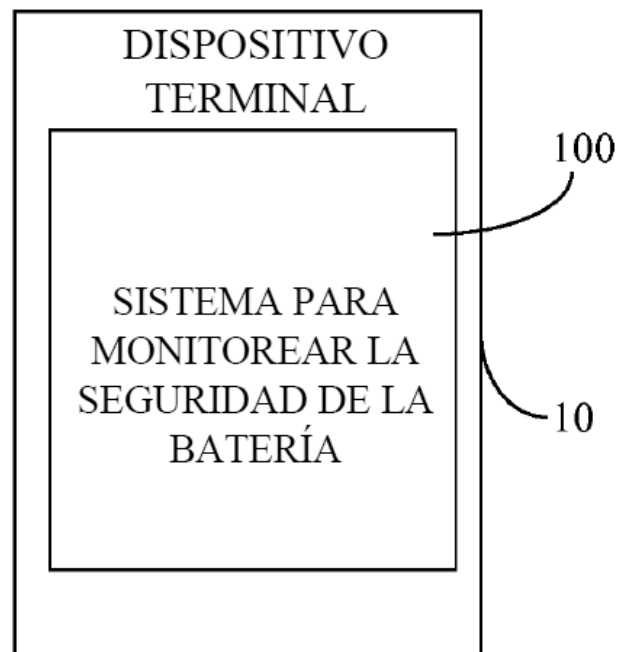 DISPOSITIVO
TERMINAL
100
SISTEMA PARA
MONITOREAR LA
SEGURIDAD DE LA
BATERÍA
10